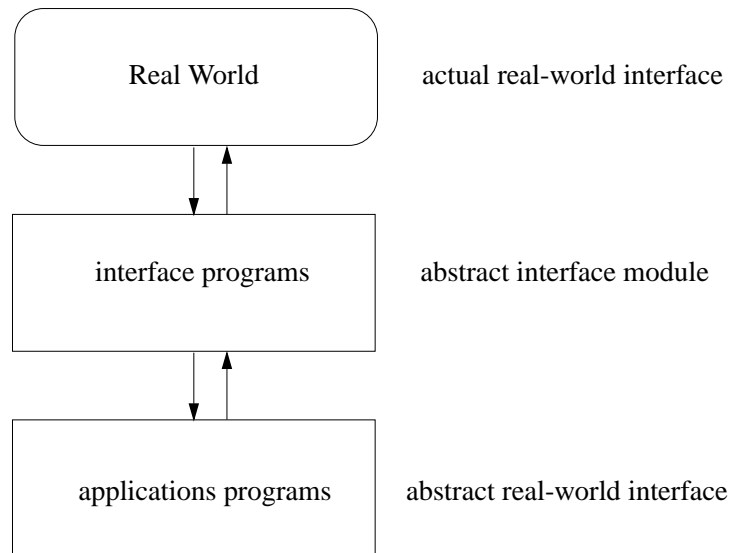 Real World
actual real-world interface
interface programs
abstract interface module
applications programs
abstract real-world interface